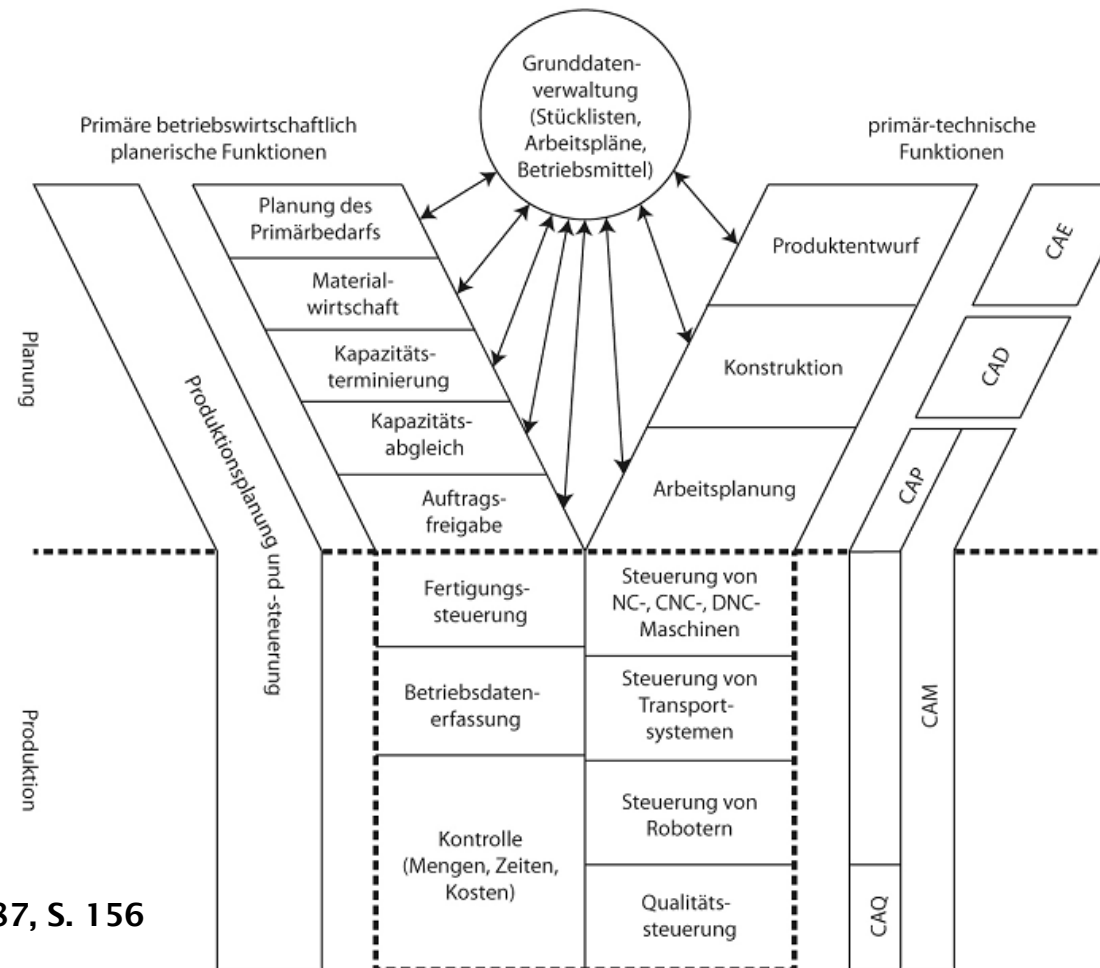 Grunddaten-
verwaltung
(Stücklisten,
Arbeitspläne,
Betriebsmittel)
Primäre betriebswirtschaftlich
planerische Funktionen
primär-technische
Funktionen
Planung des
Primärbedarfs
Material-
wirtschaft
Kapazitäts-
terminierung
Kapazitäts-
abgleich
Auftrags-
freigabe
Produktentwurf
Konstruktion
Arbeitsplanung
CAE
CAD
CAP
Planung
Produktionsplanung und -steuerung
Fertigungs-
steuerung
Betriebsdaten-
erfassung
Kontrolle
(Mengen, Zeiten,
Kosten)
Steuerung von
NC-, CNC-, DNC-
Maschinen
Steuerung von
Transport-
systemen
Steuerung von
Robotern
Qualitäts-
steuerung
CAM
CAQ
Produktion
87, S. 156